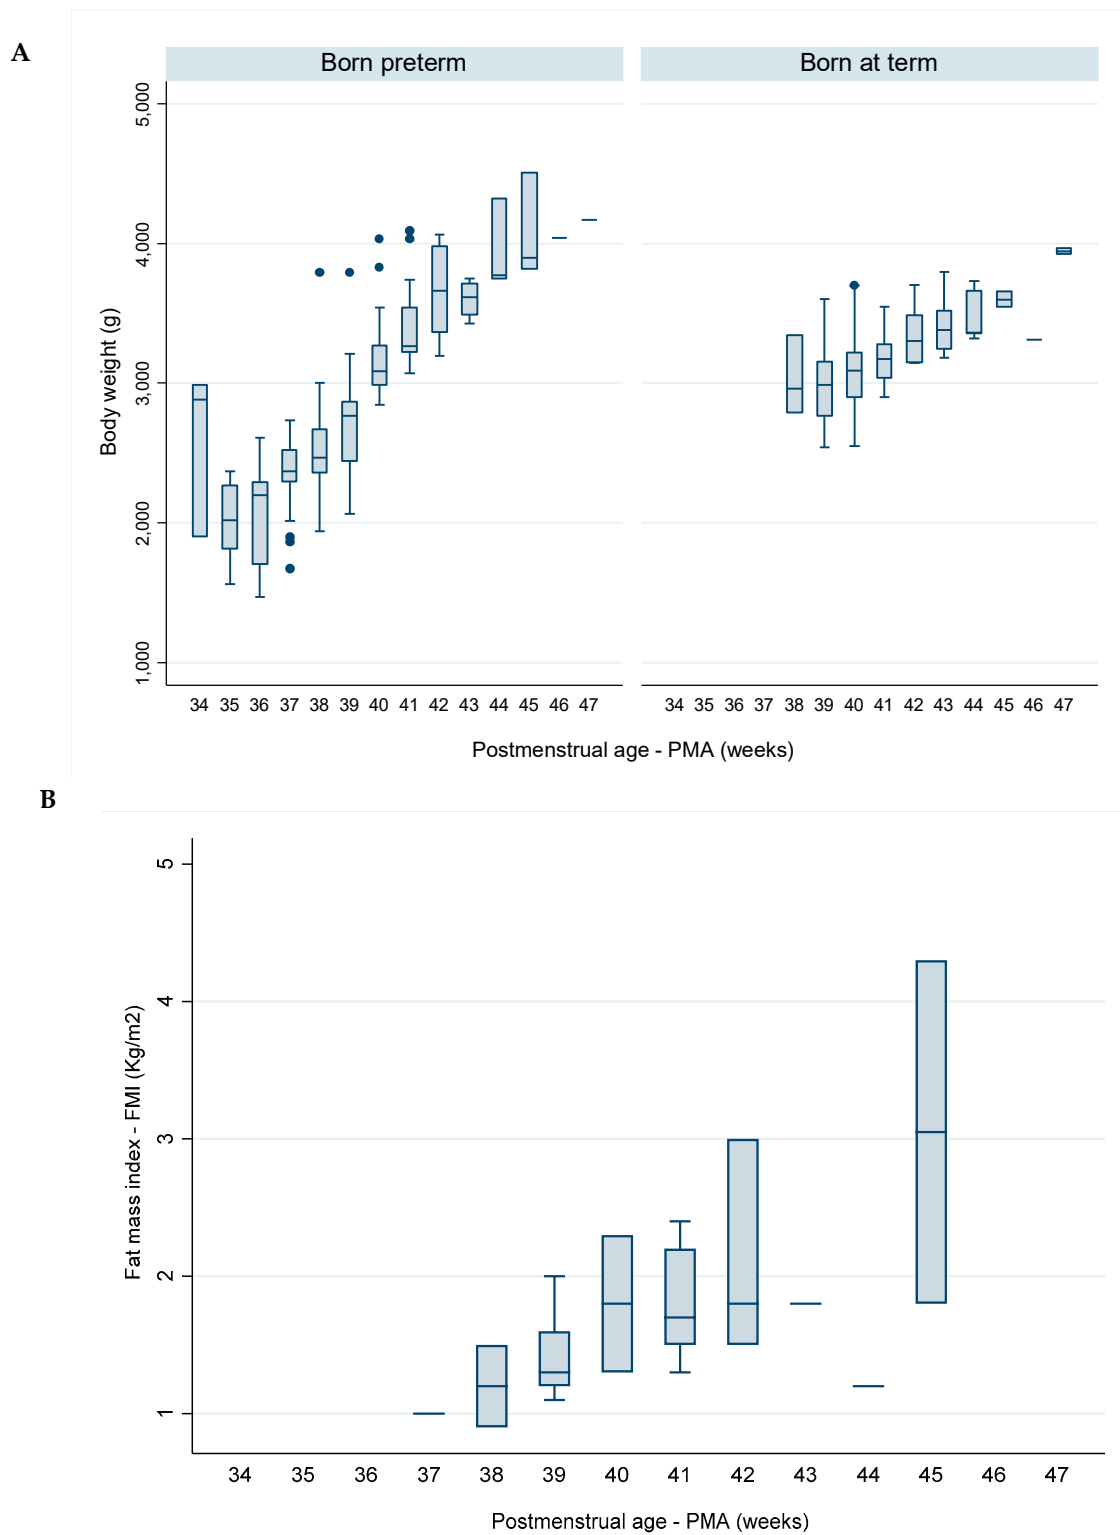 A
Born preterm
Born at term
5,000
4,000
3,000
2,000
1,000
Body weight (g)
34 35 36 37 38 39 40 41 42 43 44 45 46 47
34 35 36 37 38 39 40 41 42 43 44 45 46 47
Postmenstrual age - PMA (weeks)
B
5
4
3
2
1
Fat mass index - FMI (Kg/m2)
34 35 36 37 38 39 40 41 42 43 44 45 46 47
Postmenstrual age - PMA (weeks)